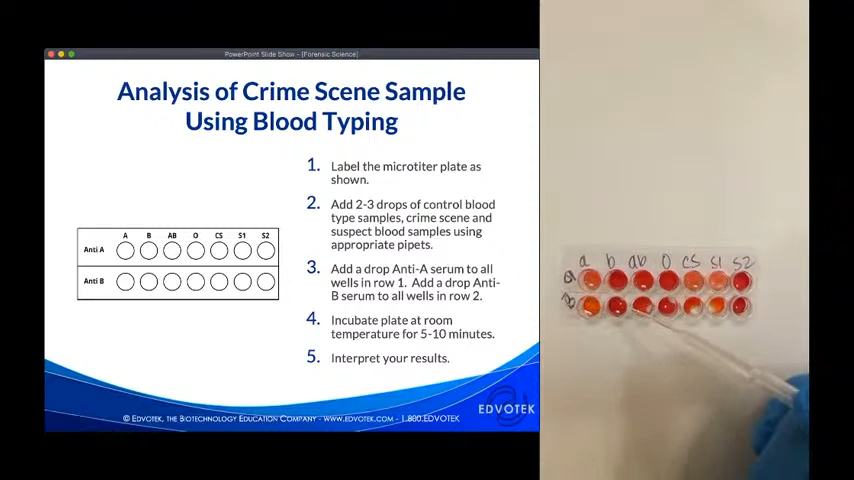 PowerPoint Slide Show - [Forensic Science]
Analysis of Crime Scene Sample
Using Blood Typing
1. Label the microtiter plate as
shown.
2. Add 2-3 drops of control blood
type samples, crime scene and
suspect blood samples using
appropriate pipets.
3. Add a drop Anti-A serum to all
wells in row 1. Add a drop Anti-
B serum to all wells in row 2.
4. Incubate plate at room
temperature for 5-10 minutes.
5. Interpret your results.
A B AB O CS S1 S2
Anti A
Anti B
© EDVOTEK, THE BIOTECHNOLOGY EDUCATION COMPANY - WWW.EDVOTEK.COM - 1.800.EDVOTEK
EDVOTEK
a b ab O CS S1 S2
a
b